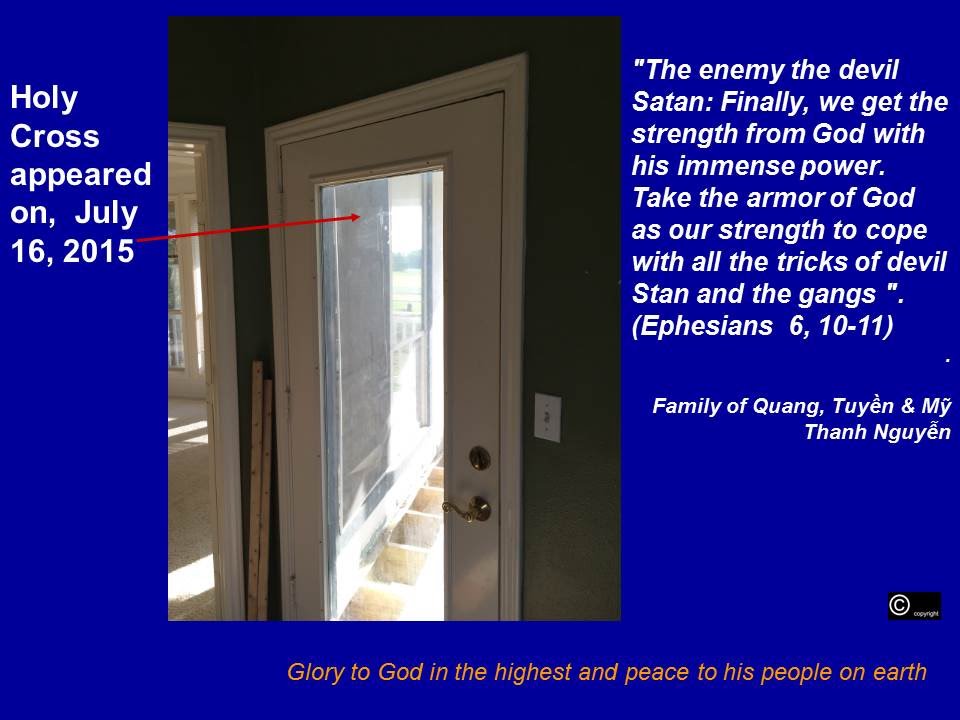 Holy
Cross
appeared
on, July
16, 2015
"The enemy the devil
Satan: Finally, we get the
strength from God with
his immense power.
Take the armor of God
as our strength to cope
with all the tricks of devil
Stan and the gangs ".
(Ephesians 6, 10-11)
.
Family of Quang, Tuyền & Mỹ
Thanh Nguyễn
© copyright
Glory to God in the highest and peace to his people on earth